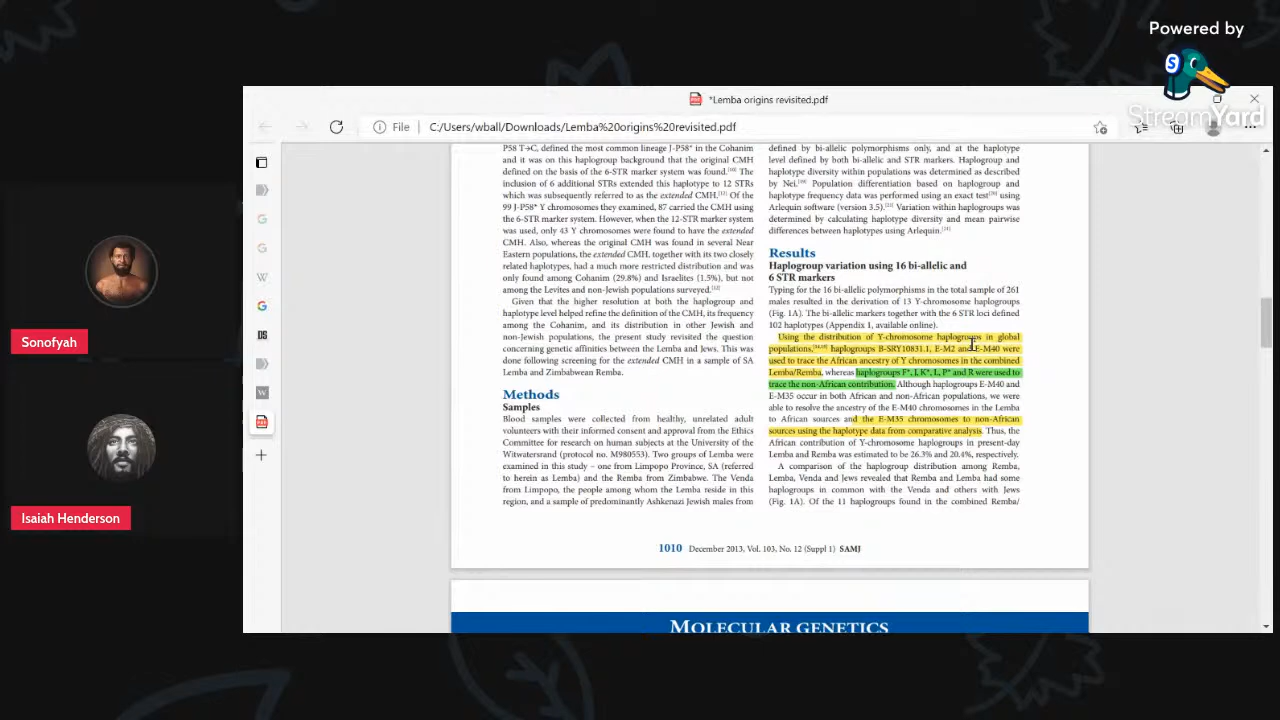 Powered by
StreamYard
*Lemba origins revisited.pdf
File
C:/Users/wball/Downloads/Lemba%20origins%20revisited.pdf
Sonofyah
Isaiah Henderson
P58 T→C, defined the most common lineage J-P58* in the Cohanim
and it was on this haplogroup background that the original CMH
defined on the basis of the 6-STR marker system was found.
The
inclusion of 6 additional STRs extended this haplotype to 12 STRs
which was subsequently referred to as the extended CMH.
Of the
99 J-P58* Y chromosomes they examined, 87 carried the CMH using
the 6-STR marker system. However, when the 12-STR marker system
was used, only 43 Y chromosomes were found to have the extended
CMH. Also, whereas the original CMH was found in several Near
Eastern populations, the extended CMH, together with its two closely
related haplotypes, had a much more restricted distribution and was
only found among Cohanim (29.8%) and Israelites (1.5%), but not
among the Levites and non-Jewish populations surveyed.
Given that the higher resolution at both the haplogroup and
haplotype level helped refine the definition of the CMH, its frequency
among the Cohanim, and its distribution in other Jewish and
non-Jewish populations, the present study revisited the question
concerning genetic affinities between the Lemba and Jews. This was
done following screening for the extended CMH in a sample of SA
Lemba and Zimbabwean Remba.
Methods
Samples
Blood samples were collected from healthy, unrelated adult
volunteers with their informed consent and approval from the Ethics
Committee for research on human subjects at the University of the
Witwatersrand (protocol no. M980553). Two groups of Lemba were
examined in this study – one from Limpopo Province, SA (referred
to herein as Lemba) and the Remba from Zimbabwe. The Venda
from Limpopo, the people among whom the Lemba reside in this
region, and a sample of predominantly Ashkenazi Jewish males from
defined by bi-allelic polymorphisms only, and at the haplotype
level defined by both bi-allelic and STR markers. Haplogroup and
haplotype diversity within populations was determined as described
by Nei.
Population differentiation based on haplogroup and
haplotype frequency data was performed using an exact test
using
Arlequin software (version 3.5).
Variation within haplogroups was
determined by calculating haplotype diversity and mean pairwise
differences between haplotypes using Arlequin.
Results
Haplogroup variation using 16 bi-allelic and
6 STR markers
Typing for the 16 bi-allelic polymorphisms in the total sample of 261
males resulted in the derivation of 13 Y-chromosome haplogroups
(Fig. 1A). The bi-allelic markers together with the 6 STR loci defined
102 haplotypes (Appendix 1, available online).
Using the distribution of Y-chromosome haplogroups in global
populations,
haplogroups B-SRY10831.1, E-M2 and E-M40 were
used to trace the African ancestry of Y chromosomes in the combined
Lemba/Remba, whereas haplogroups F*, J, K*, L, P* and R were used to
trace the non-African contribution. Although haplogroups E-M40 and
E-M35 occur in both African and non-African populations, we were
able to resolve the ancestry of the E-M40 chromosomes in the Lemba
to African sources and the E-M35 chromosomes to non-African
sources using the haplotype data from comparative analysis. Thus, the
African contribution of Y-chromosome haplogroups in present-day
Lemba and Remba was estimated to be 26.3% and 20.4%, respectively.
A comparison of the haplogroup distribution among Remba,
Lemba, Venda and Jews revealed that Remba and Lemba had some
haplogroups in common with the Venda and others with Jews
(Fig. 1A). Of the 11 haplogroups found in the combined Remba/
1010 December 2013, Vol. 103, No. 12 (Suppl 1) SAMJ
MOLECULAR GENETICS